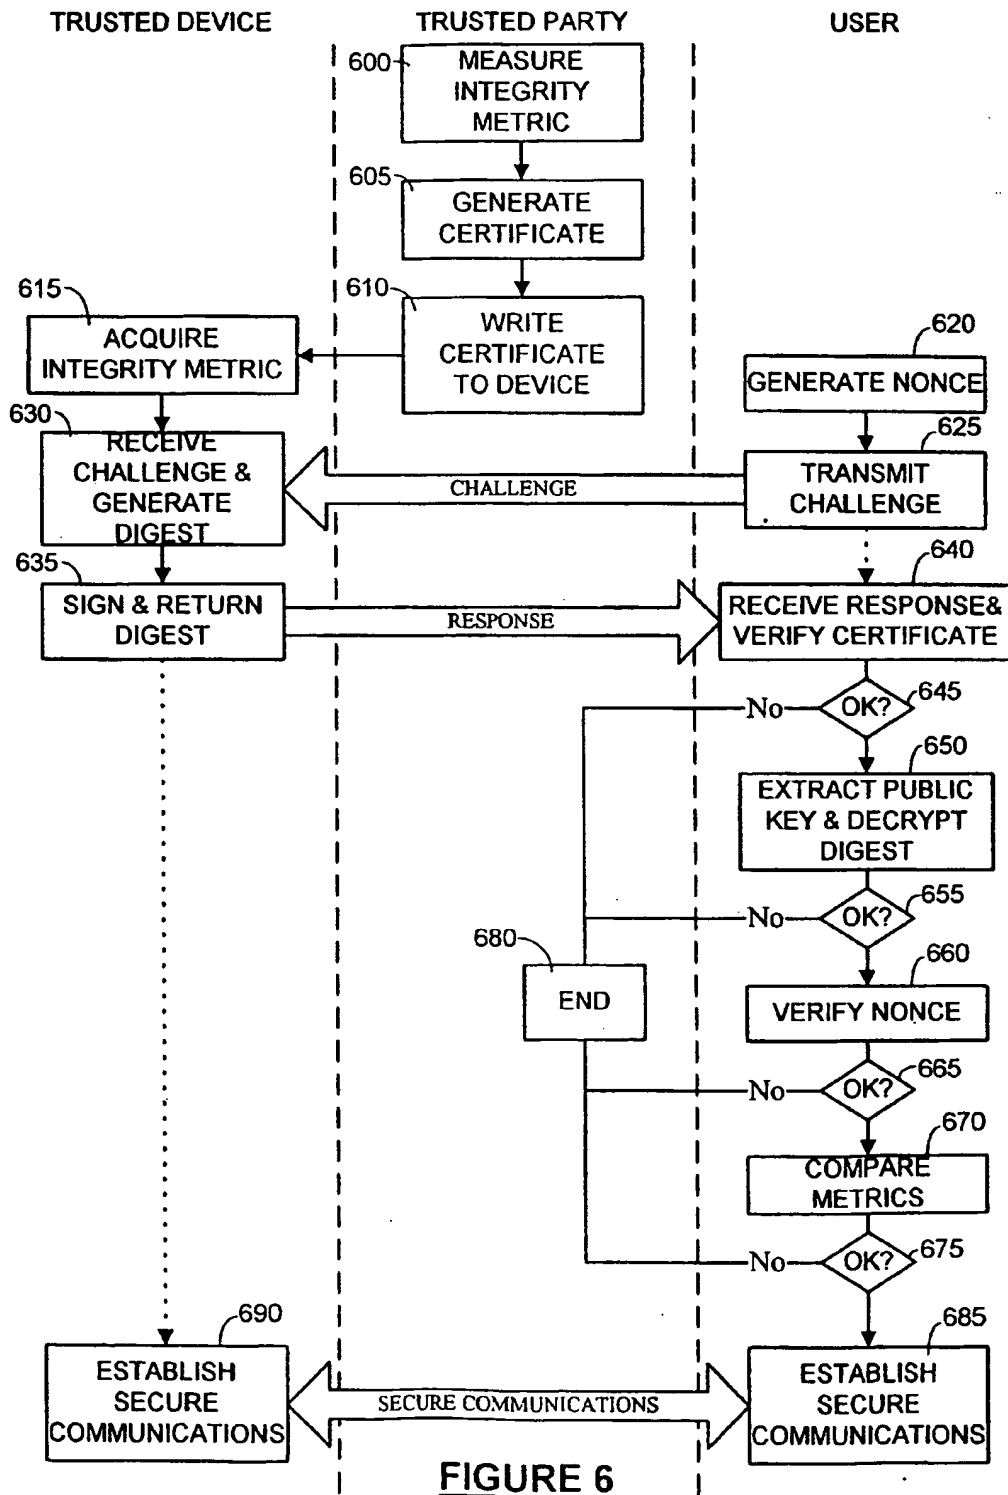 TRUSTED DEVICE
TRUSTED PARTY
USER
600
MEASURE
INTEGRITY
METRIC
605
GENERATE
CERTIFICATE
610
WRITE
CERTIFICATE
TO DEVICE
615
ACQUIRE
INTEGRITY METRIC
620
GENERATE NONCE
625
TRANSMIT
CHALLENGE
CHALLENGE
630
RECEIVE
CHALLENGE &
GENERATE
DIGEST
635
SIGN & RETURN
DIGEST
RESPONSE
640
RECEIVE RESPONSE&
VERIFY CERTIFICATE
No
OK?
645
650
EXTRACT PUBLIC
KEY & DECRYPT
DIGEST
No
OK?
655
680
END
660
VERIFY NONCE
No
OK?
665
670
COMPARE
METRICS
No
OK?
675
690
ESTABLISH
SECURE
COMMUNICATIONS
SECURE COMMUNICATIONS
685
ESTABLISH
SECURE
COMMUNICATIONS
FIGURE 6